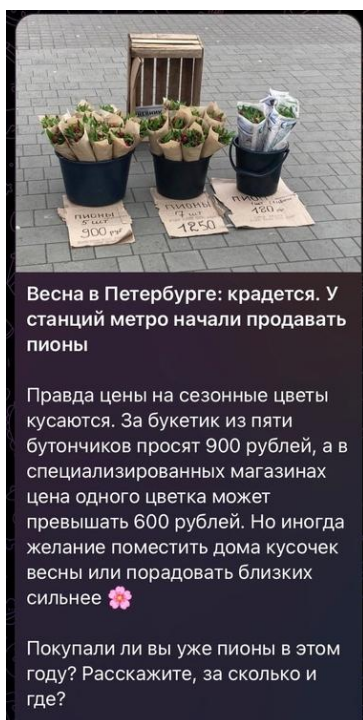 ПИОНЫ
5 шт
900 руб
ПИОНЫ
7 шт
1250
ПИОНЫ
180
Весна в Петербурге: крадется. У
станций метро начали продавать
пионы
Правда цены на сезонные цветы
кусаются. За букетик из пяти
бутончиков просят 900 рублей, а в
специализированных магазинах
цена одного цветка может
превышать 600 рублей. Но иногда
желание поместить дома кусочек
весны или порадовать близких
сильнее 🌸
Покупали ли вы уже пионы в этом
году? Расскажите, за сколько и
где?